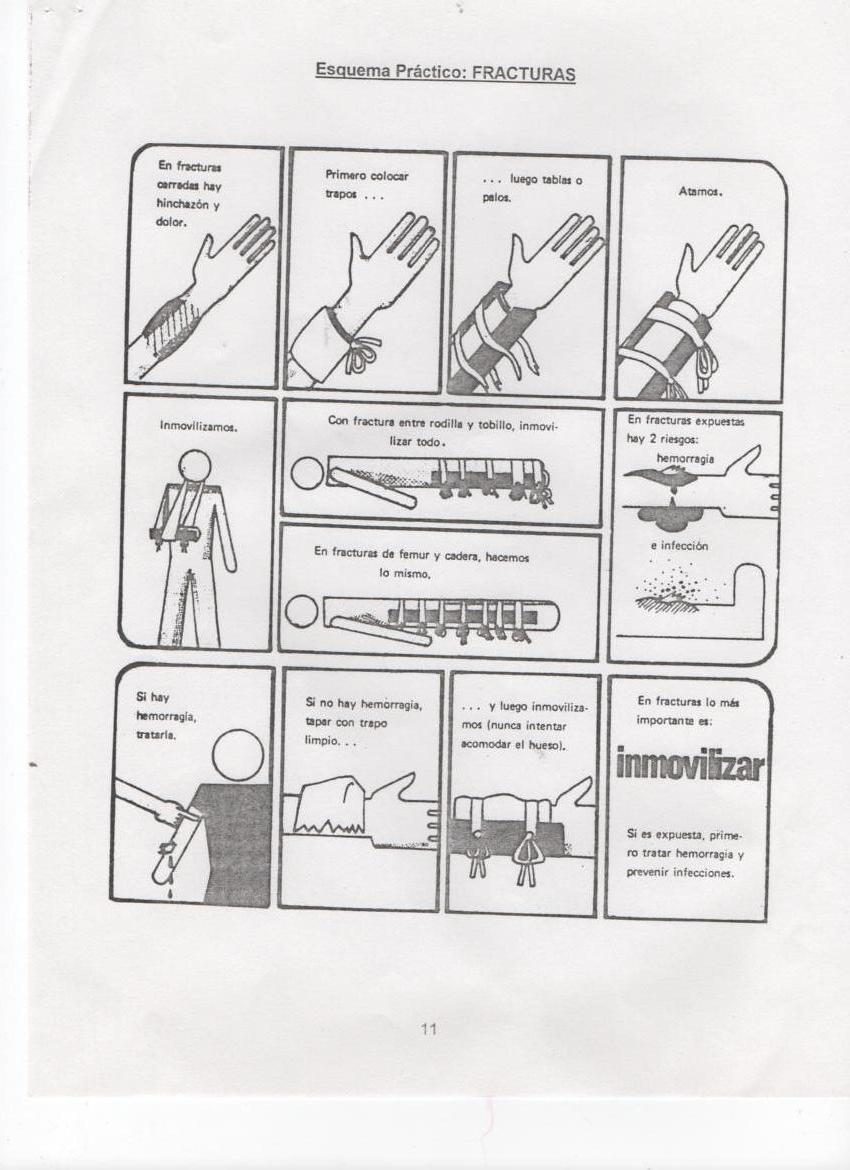 Esquema Práctico: FRACTURAS
En fracturas
cerradas hay
hinchazón y
dolor.
Primero colocar
trapos . . .
. . . luego tablas o
palos.
Atamos.
Inmovilizamos.
Con fractura entre rodilla y tobillo, inmovi-
lizar todo.
En fracturas de femur y cadera, hacemos
lo mismo.
En fracturas expuestas
hay 2 riesgos:
hemorragia
e infección
Si hay
hemorragia,
tratarla.
Si no hay hemorragia,
tapar con trapo
limpio. . .
. . . y luego inmoviliza-
mos (nunca intentar
acomodar el hueso).
En fracturas lo más
importante es:
inmovilizar
Si es expuesta, prime-
ro tratar hemorragia y
prevenir infecciones.
11